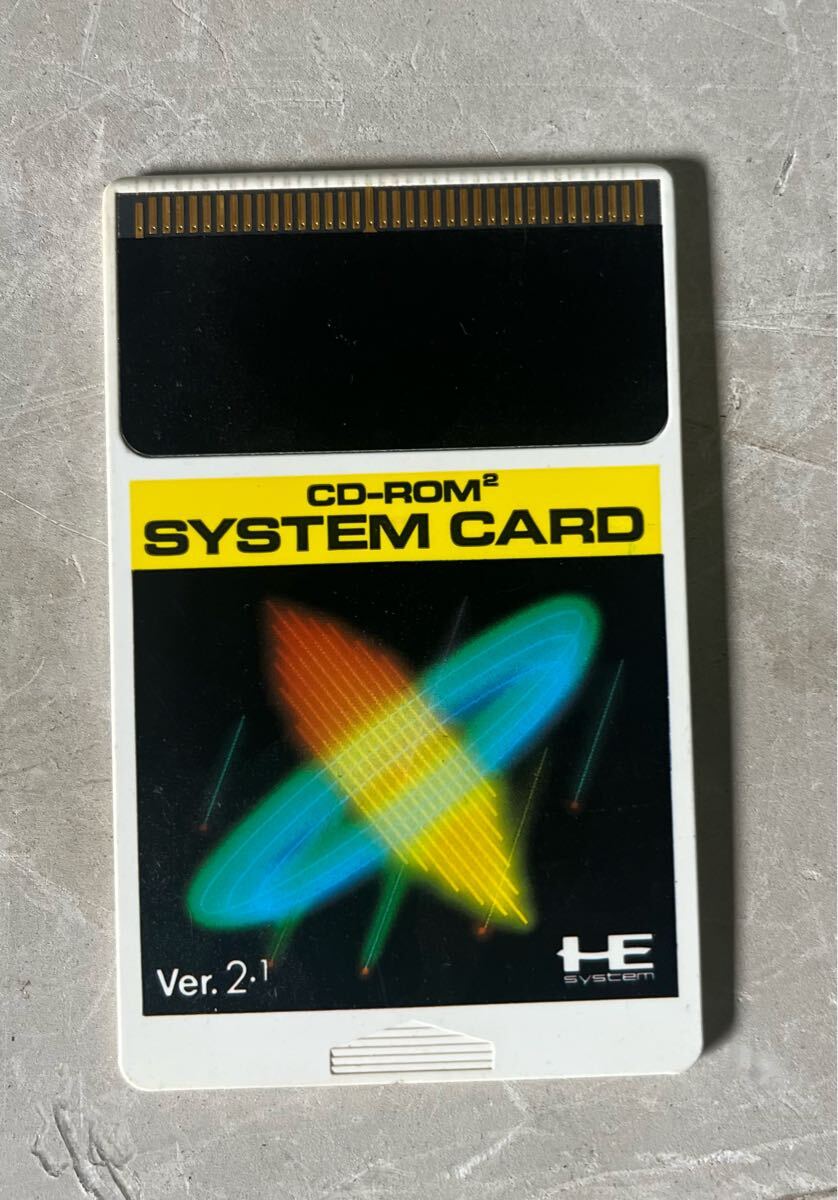 CD-ROM²
SYSTEM CARD
Ver. 2.1
HE
system